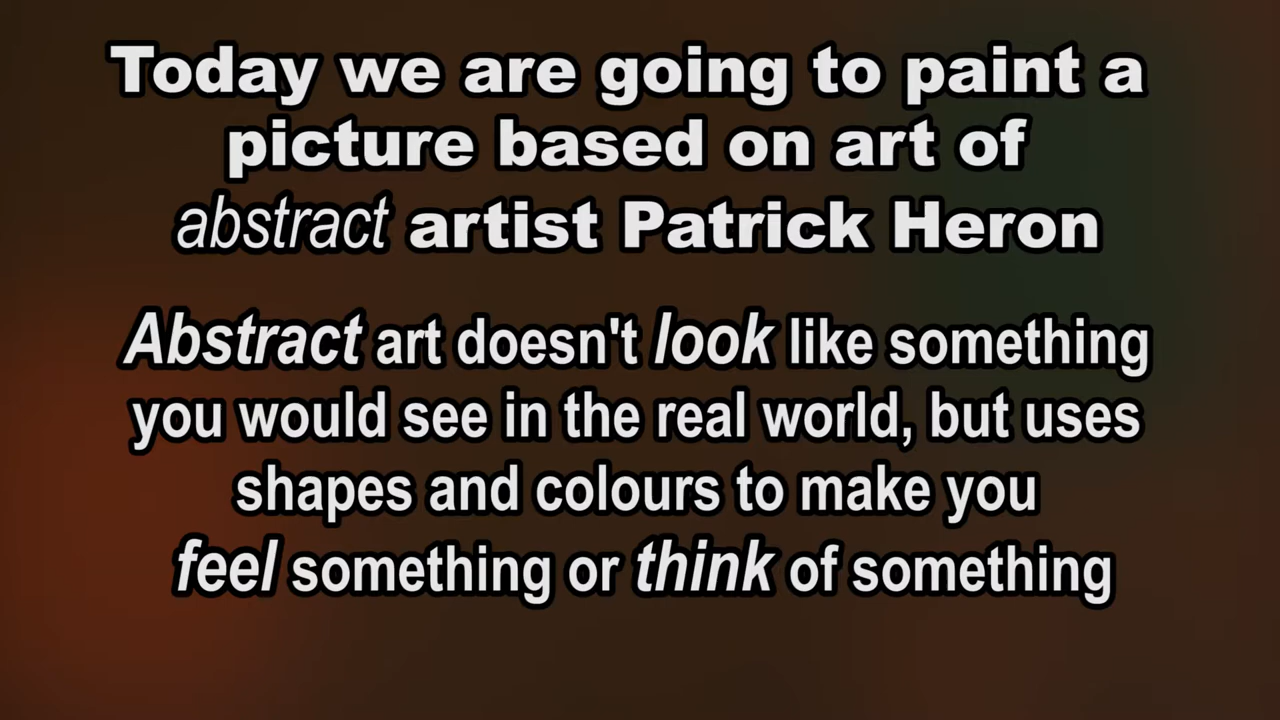 Today we are going to paint a
picture based on art of
abstract artist Patrick Heron
Abstract art doesn't look like something
you would see in the real world, but uses
shapes and colours to make you
feel something or think of something